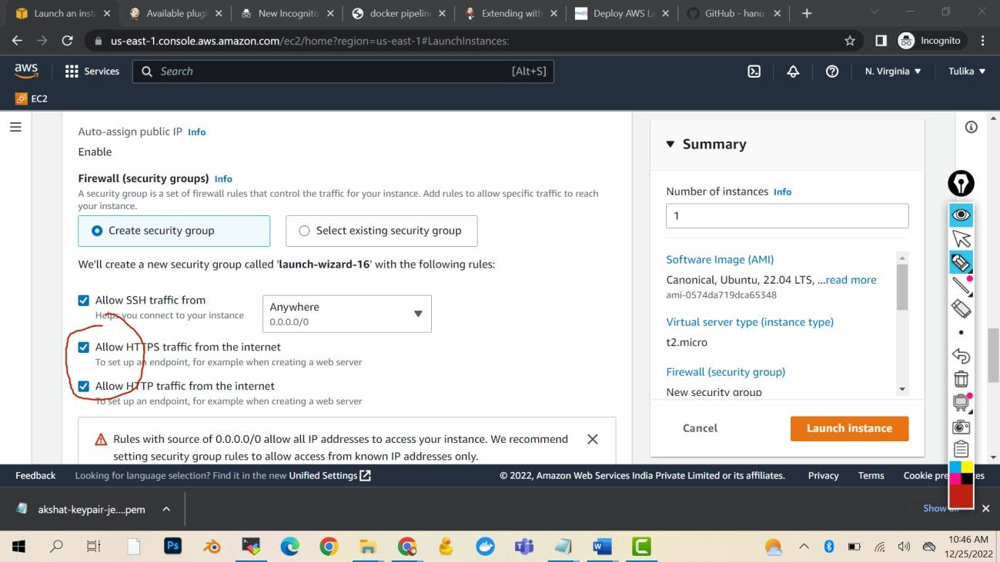 Launch an insta
Available plugi
New Incognito
docker pipeline
Extending with
Deploy AWS La
GitHub - hanu
us-east-1.console.aws.amazon.com/ec2/home?region=us-east-1#LaunchInstances:
Incognito
aws
Services
Search
[Alt+S]
N. Virginia
Tulika
EC2
Auto-assign public IP Info
Enable
Firewall (security groups) Info
A security group is a set of firewall rules that control the traffic for your instance. Add rules to allow specific traffic to reach
your instance.
Create security group
Select existing security group
We'll create a new security group called 'launch-wizard-16' with the following rules:
Allow SSH traffic from
Helps you connect to your instance
Anywhere
0.0.0.0/0
Allow HTTPS traffic from the internet
To set up an endpoint, for example when creating a web server
Allow HTTP traffic from the internet
To set up an endpoint, for example when creating a web server
Rules with source of 0.0.0.0/0 allow all IP addresses to access your instance. We recommend
setting security group rules to allow access from known IP addresses only.
Summary
Number of instances Info
1
Software Image (AMI)
Canonical, Ubuntu, 22.04 LTS, ...read more
ami-0574da719dca65348
Virtual server type (instance type)
t2.micro
Firewall (security group)
New security group
Cancel
Launch instance
Feedback
Looking for language selection? Find it in the new Unified Settings
© 2022, Amazon Web Services India Private Limited or its affiliates.
Privacy
Terms
Cookie pre es
akshat-keypair-je....pem
Show all
Ps
W
C
10:46 AM
12/25/2022